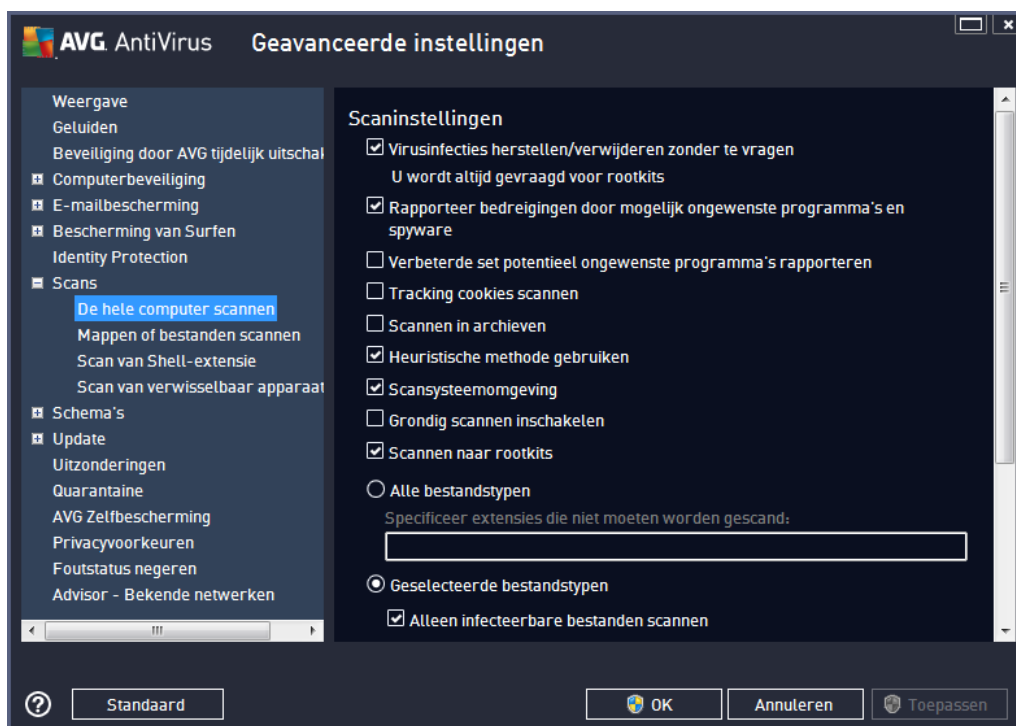 AVG. AntiVirus
Geavanceerde instellingen
Weergave
Geluiden
Beveiliging door AVG tijdelijk uitschak
Computerbeveiliging
E-mailbescherming
Bescherming van Surfen
Identity Protection
Scans
De hele computer scannen
Mappen of bestanden scannen
Scan van Shell-extensie
Scan van verwisselbaar apparaat
Schema's
Update
Uitzonderingen
Quarantaine
AVG Zelfbescherming
Privacyvoorkeuren
Foutstatus negeren
Advisor - Bekende netwerken
Scaninstellingen
Virusinfecties herstellen/verwijderen zonder te vragen
U wordt altijd gevraagd voor rootkits
Rapporteer bedreigingen door mogelijk ongewenste programma's en
spyware
Verbeterde set potentieel ongewenste programma's rapporteren
Tracking cookies scannen
Scannen in archieven
Heuristische methode gebruiken
Scansysteemomgeving
Grondig scannen inschakelen
Scannen naar rootkits
Alle bestandstypen
Specificeer extensies die niet moeten worden gescand:
Geselecteerde bestandstypen
Alleen infecteerbare bestanden scannen
Standaard
OK
Annuleren
Toepassen